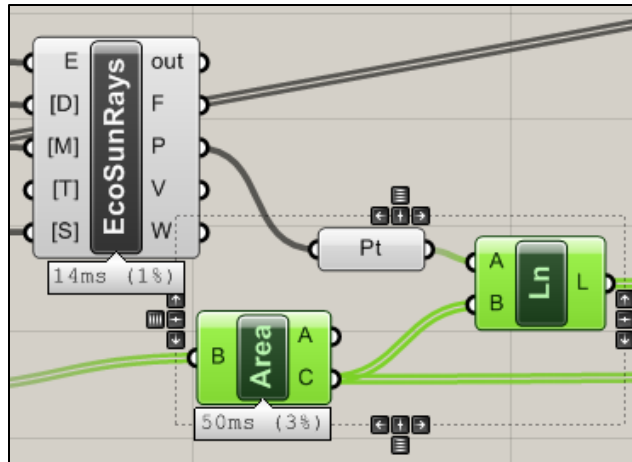 E
[D]
[M]
[T]
[S]
EcoSunRays
out
F
P
V
W
14ms (1%)
Pt
A
B
Ln
L
B
Area
A
C
50ms (3%)